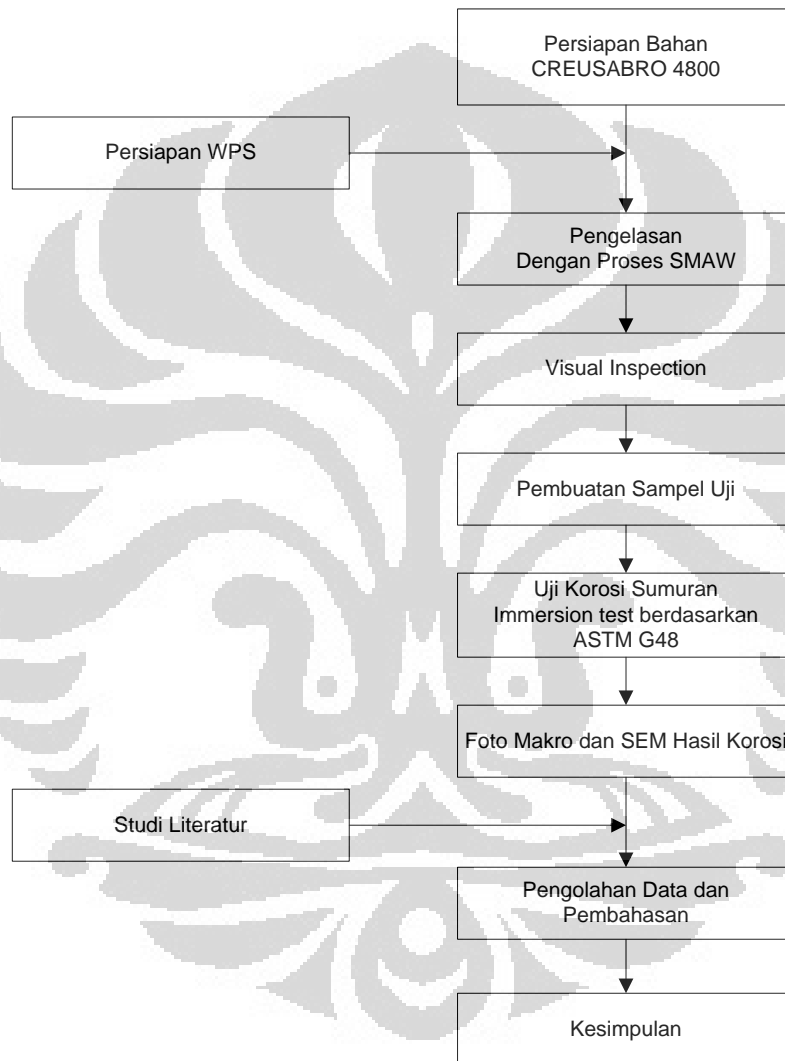 Persiapan Bahan
CREUSABRO 4800
Persiapan WPS
Pengelasan
Dengan Proses SMAW
Visual Inspection
Pembuatan Sampel Uji
Uji Korosi Sumuran
Immersion test berdasarkan
ASTM G48
Foto Makro dan SEM Hasil Korosi
Studi Literatur
Pengolahan Data dan
Pembahasan
Kesimpulan